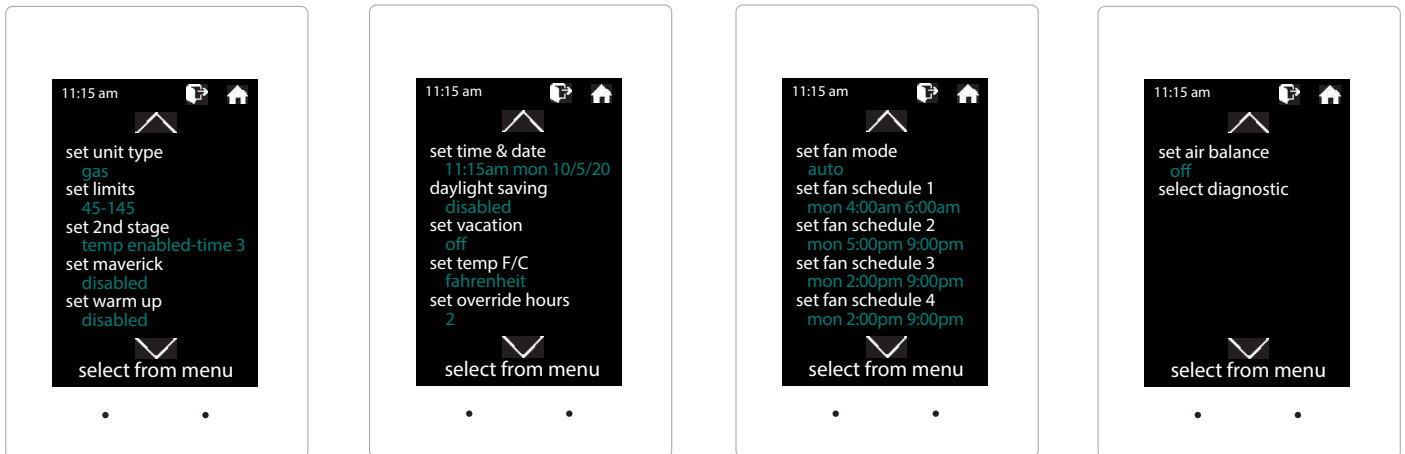 11:15 am
set unit type
gas
set limits
45-145
set 2nd stage
temp enabled-time 3
set maverick
disabled
set warm up
disabled
select from menu
11:15 am
set time & date
11:15am mon 10/5/20
daylight saving
disabled
set vacation
off
set temp F/C
fahrenheit
set override hours
2
select from menu
11:15 am
set fan mode
auto
set fan schedule 1
mon 4:00am 6:00am
set fan schedule 2
mon 5:00pm 9:00pm
set fan schedule 3
mon 2:00pm 9:00pm
set fan schedule 4
mon 2:00pm 9:00pm
select from menu
11:15 am
set air balance
off
select diagnostic
select from menu